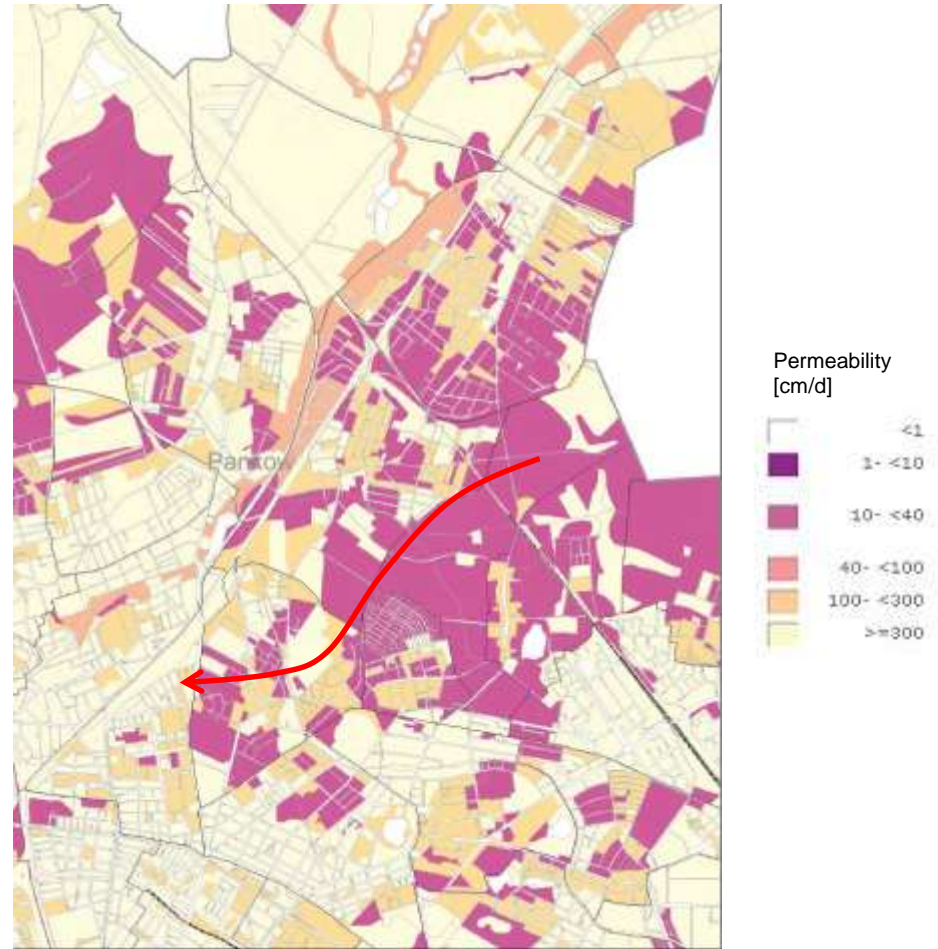 Pankow
Permeability
[cm/d]
<1
1- <10
10- <40
40- <100
100- <300
>=300